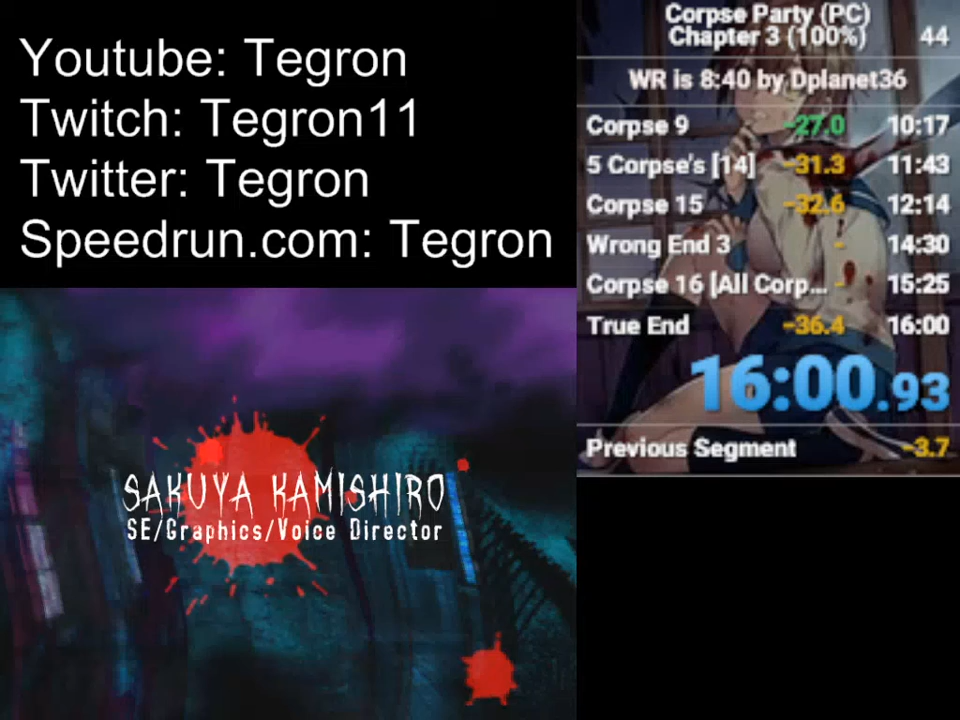 Youtube: Tegron
Twitch: Tegron11
Twitter: Tegron
Speedrun.com: Tegron
Corpse Party (PC)
Chapter 3 (100%) 44
WR is 8:40 by Dplanet36
Corpse 9 -27.0 10:17
5 Corpse's [14] -31.3 11:43
Corpse 15 -32.6 12:14
Wrong End 3 - 14:30
Corpse 16 [All Corp... - 15:25
True End -36.4 16:00
16:00.93
Previous Segment -3.7
SAKUYA KAMISHIRO
SE/Graphics/Voice Director